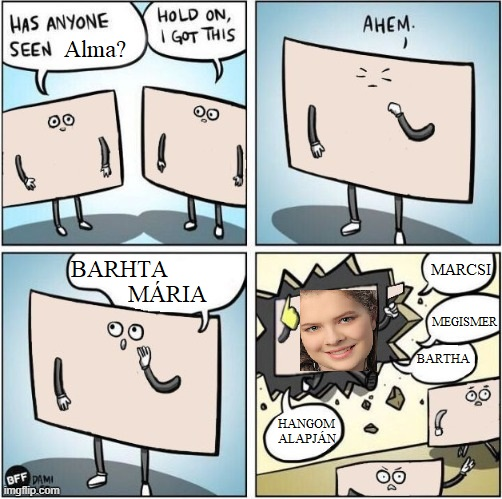 HAS ANYONE
SEEN Alma?
HOLD ON,
I GOT THIS
AHEM.
BARHTA
MÁRIA
MARCSI
MEGISMER
BARTHA
HANGOM
ALAPJÁN
BFF DAMI
imgflip.com